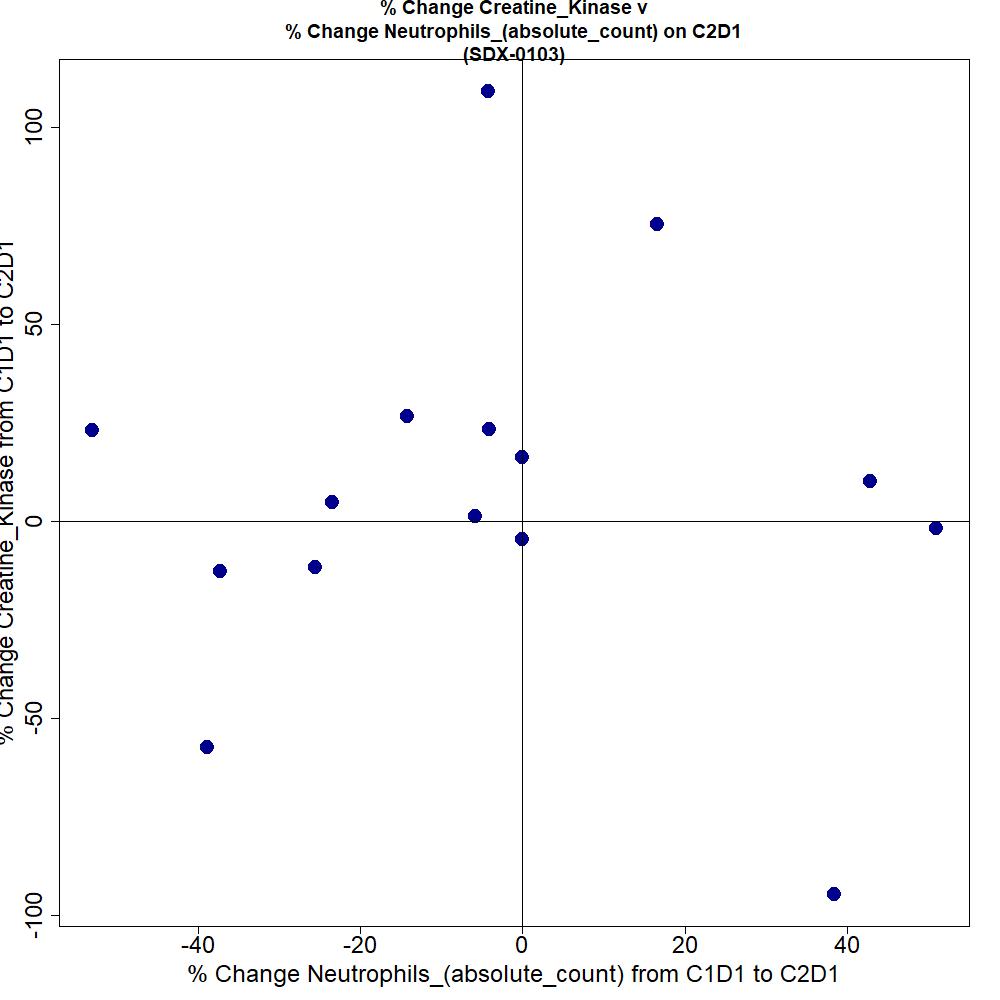 % Change Creatine_Kinase v
% Change Neutrophils_(absolute_count) on C2D1
(SDX-0103)
% Change Creatine_Kinase from C1D1 to C2D1
100
50
0
-50
-100
-40
-20
0
20
40
% Change Neutrophils_(absolute_count) from C1D1 to C2D1